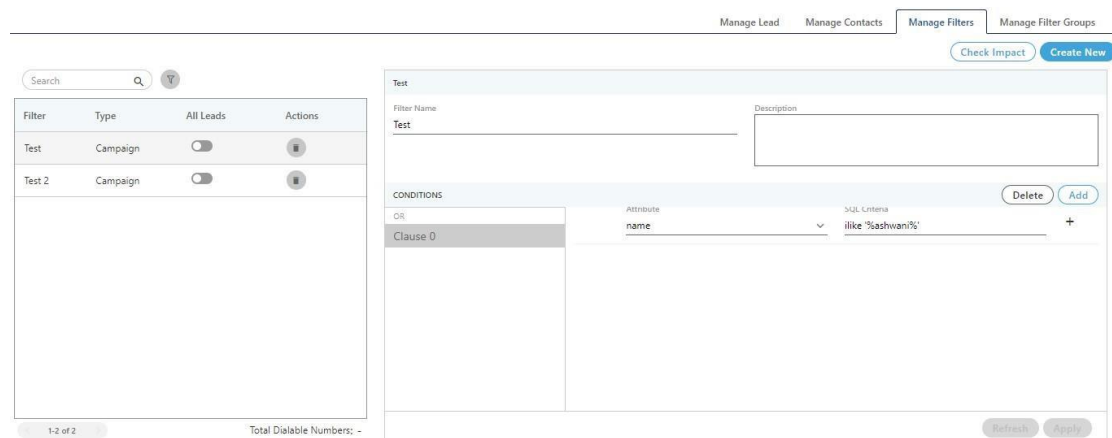 Manage Lead Manage Contacts Manage Filters Manage Filter Groups
Check Impact Create New
Search
Filter Type All Leads Actions
Test Campaign
Test 2 Campaign
1-2 of 2 Total Dialable Numbers; -
Test
Filter Name Description
Test
CONDITIONS Delete Add
OR
Clause 0
Attribute SQL Criteria
name ilike '%ashwani%' +
Refresh Apply